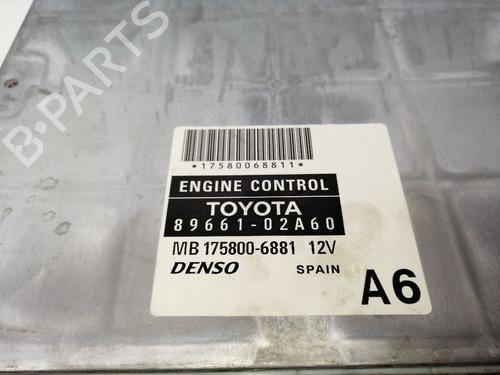 B-PARTS
*17580068811*
ENGINE CONTROL
TOYOTA
89661-02A60
MB 175800-6881 12V
DENSO SPAIN
A6